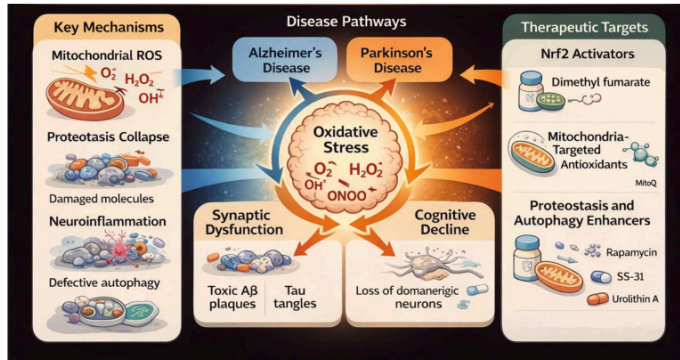 Key Mechanisms
Mitochondrial ROS
O₂⁻ H₂O₂
OH
Proteotasis Collapse
Damaged molecules
Neuroinflammation
Defective autophagy
Disease Pathways
Alzheimer's
Disease
Parkinson's
Disease
Oxidative
Stress
O₂⁻ H₂O₂
OH
ONOO
Synaptic
Dysfunction
Toxic Aβ
plaques
Tau
tangles
Cognitive
Decline
Loss of domanerigic
neurons
Therapeutic Targets
Nrf2 Activators
Dimethyl fumarate
Mitochondria-
Targeted
Antioxidants
MitoQ
Proteostasis and
Autophagy Enhancers
Rapamycin
SS-31
Urolithin A